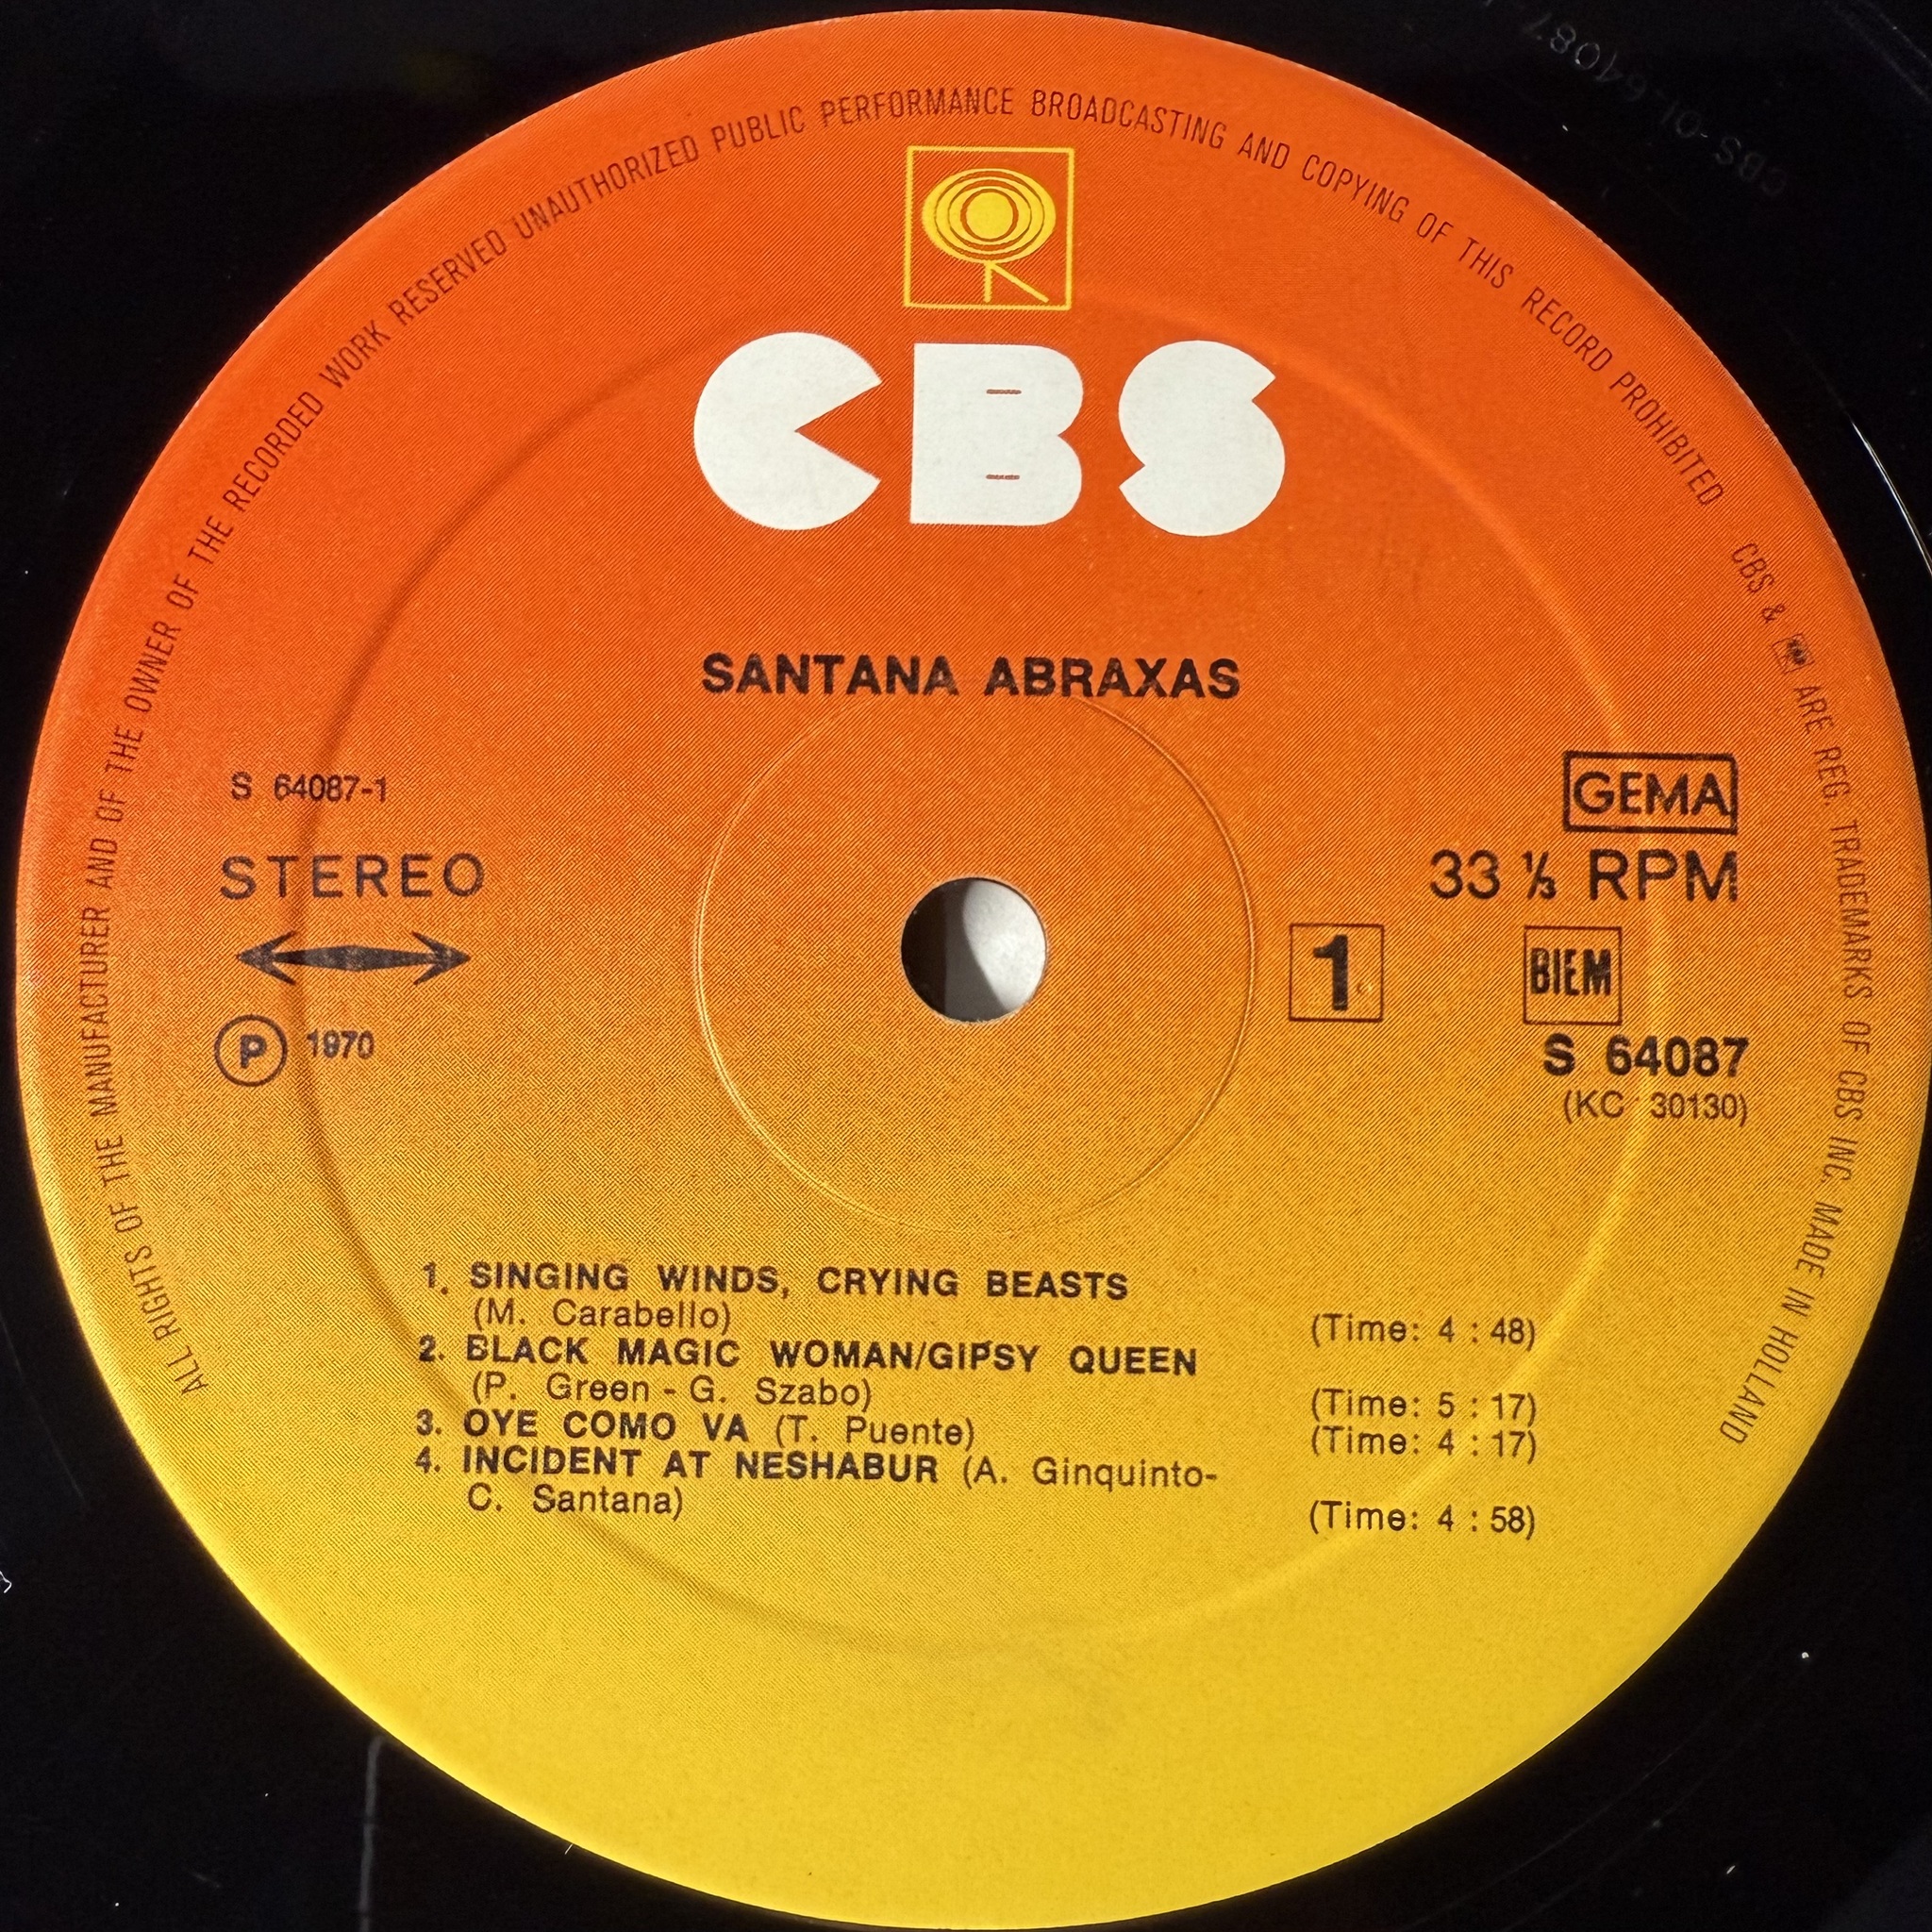 ALL RIGHTS OF THE MANUFACTURER AND OF THE OWNER OF THE RECORDED WORK RESERVED UNAUTHORIZED PUBLIC PERFORMANCE BROADCASTING AND COPYING OF THIS RECORD PROHIBITED CBS & ARE REG. TRADEMARKS OF CBS INC. MADE IN HOLLAND
CBS-01-64087
CBS
SANTANA ABRAXAS
S 64087-1
STEREO
Ⓟ 1970
GEMA
33 ⅓ RPM
1
BIEM
S 64087
(KC 30130)
1. SINGING WINDS, CRYING BEASTS
(M. Carabello) (Time: 4 : 48)
2. BLACK MAGIC WOMAN/GIPSY QUEEN
(P. Green - G. Szabo) (Time: 5 : 17)
3. OYE COMO VA (T. Puente) (Time: 4 : 17)
4. INCIDENT AT NESHABUR (A. Ginquinto-
C. Santana) (Time: 4 : 58)